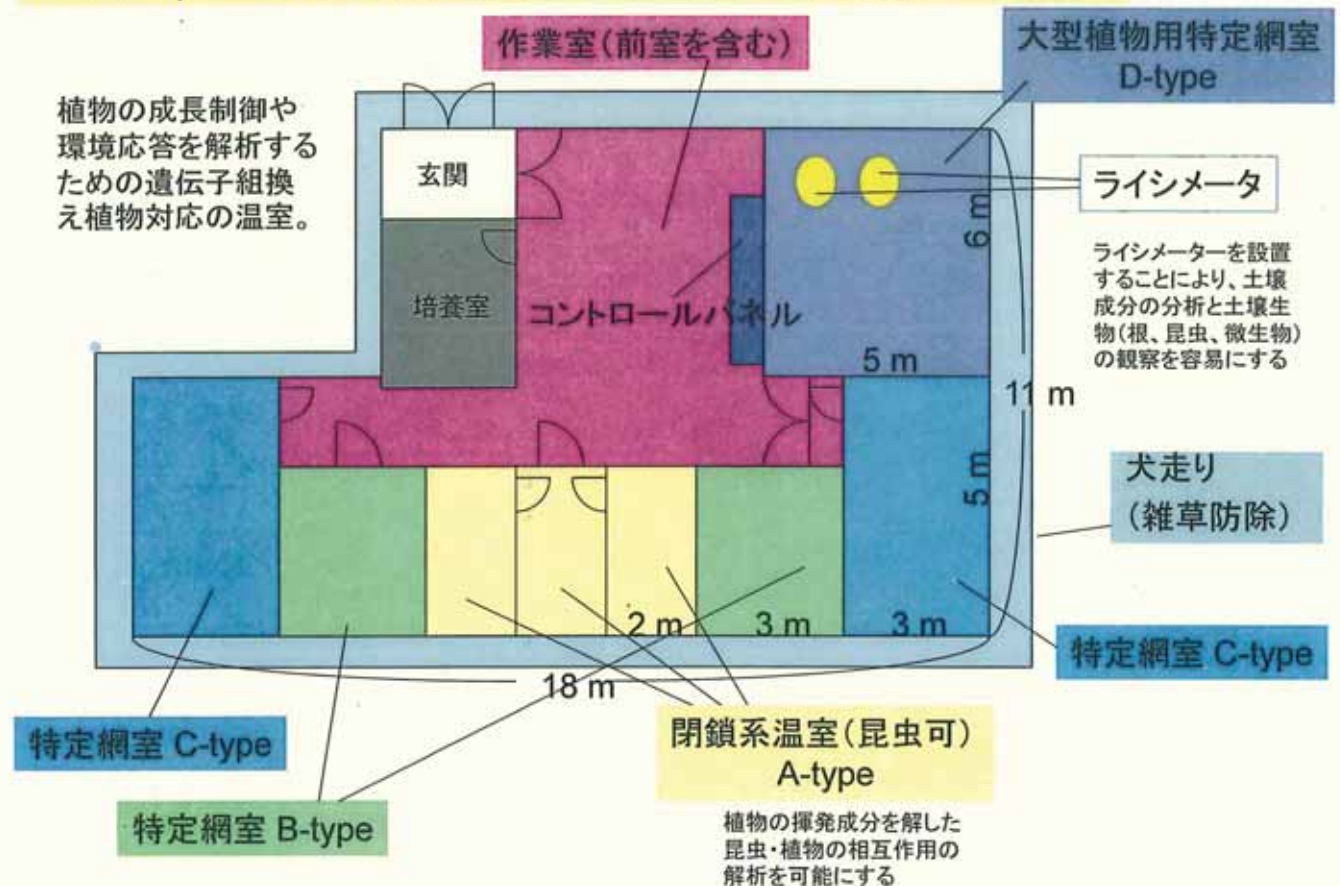 作業室(前室を含む)
大型植物用特定網室
D-type
植物の成長制御や
環境応答を解析する
ための遺伝子組換
え植物対応の温室。
玄関
ライシメータ
6 m
ライシメーターを設置
することにより、土壌
成分の分析と土壌生
物(根、昆虫、微生物)
の観察を容易にする
培養室
コントロールパネル
5 m
11 m
5 m
犬走り
(雑草防除)
2 m
3 m
3 m
特定網室 C-type
18 m
特定網室 C-type
閉鎖系温室(昆虫可)
A-type
特定網室 B-type
植物の揮発成分を解した
昆虫・植物の相互作用の
解析を可能にする